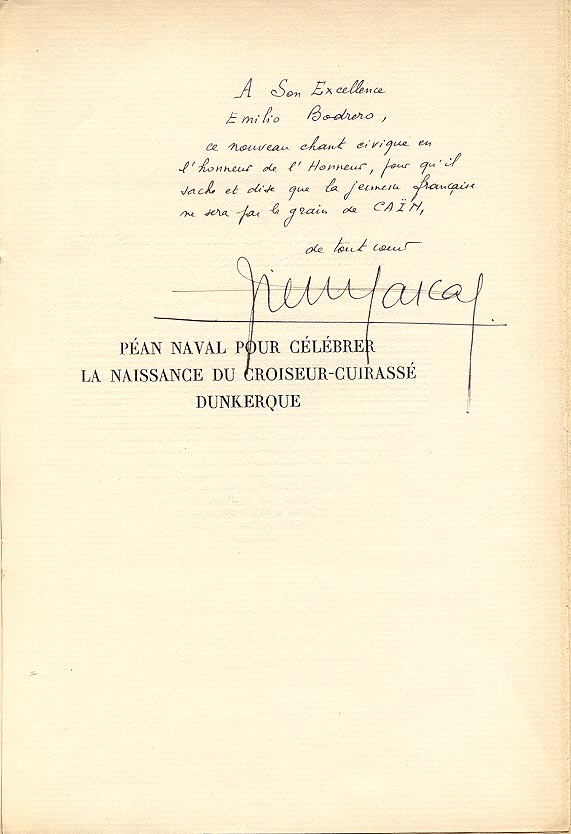 A Son Excellence
Emilio Bodrero,
ce nouveau chant civique en
l'honneur de l'Honneur, pour qu'il
sache et dise que la jeunesse française
ne sera pas le grain de CAÏN,
de tout cœur
PÉAN NAVAL POUR CÉLÉBRER
LA NAISSANCE DU CROISEUR-CUIRASSÉ
DUNKERQUE